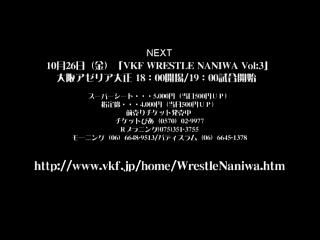 NEXT
10月26日（金）『VKF WRESTLE NANIWA Vol:3』
大阪アゼリア大正 18：00開場/19：00試合開始
スーパーシート・・・5,000円（当日500円ＵＰ）
指定席・・・4,000円（当日500円ＵＰ）
前売りチケット発売中
チケットぴあ（0570）02-9977
Ｒプランニング(075)351-3755
モーニング（06）6648-9513/バティスラム（06）6645-1378
http://www.vkf.jp/home/WrestleNaniwa.htm